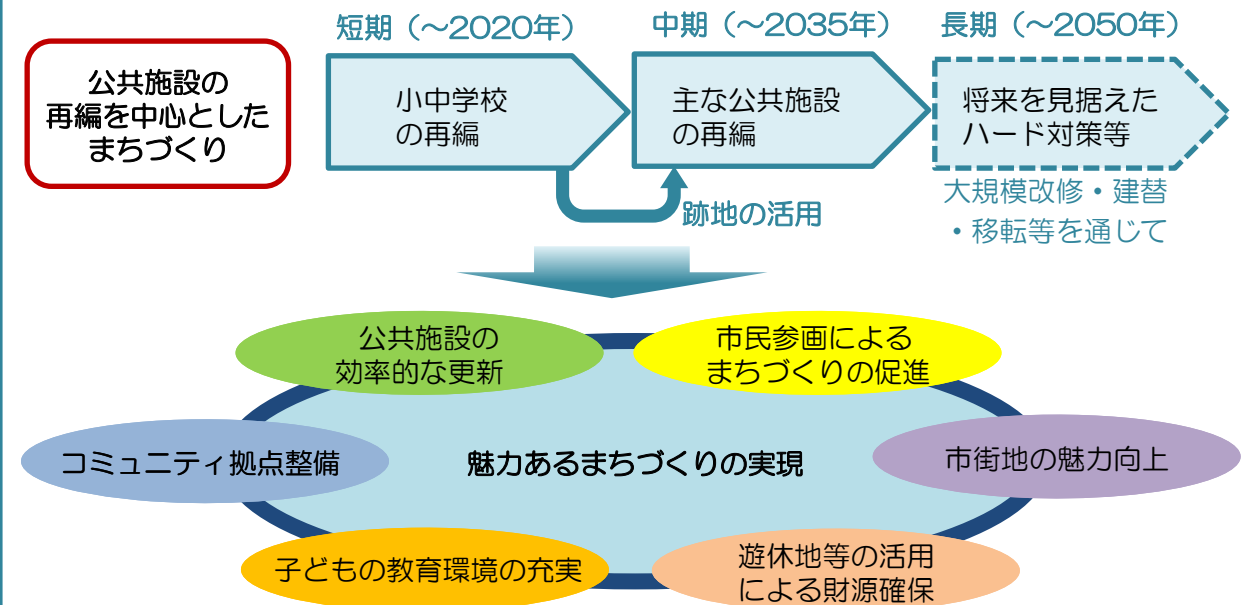 短期（～2020年）
中期（～2035年）
長期（～2050年）
公共施設の
再編を中心とした
まちづくり
小中学校
の再編
主な公共施設
の再編
将来を見据えた
ハード対策等
跡地の活用
大規模改修・建替
・移転等を通じて
公共施設の
効率的な更新
市民参画による
まちづくりの促進
コミュニティ拠点整備
魅力あるまちづくりの実現
市街地の魅力向上
子どもの教育環境の充実
遊休地等の活用
による財源確保